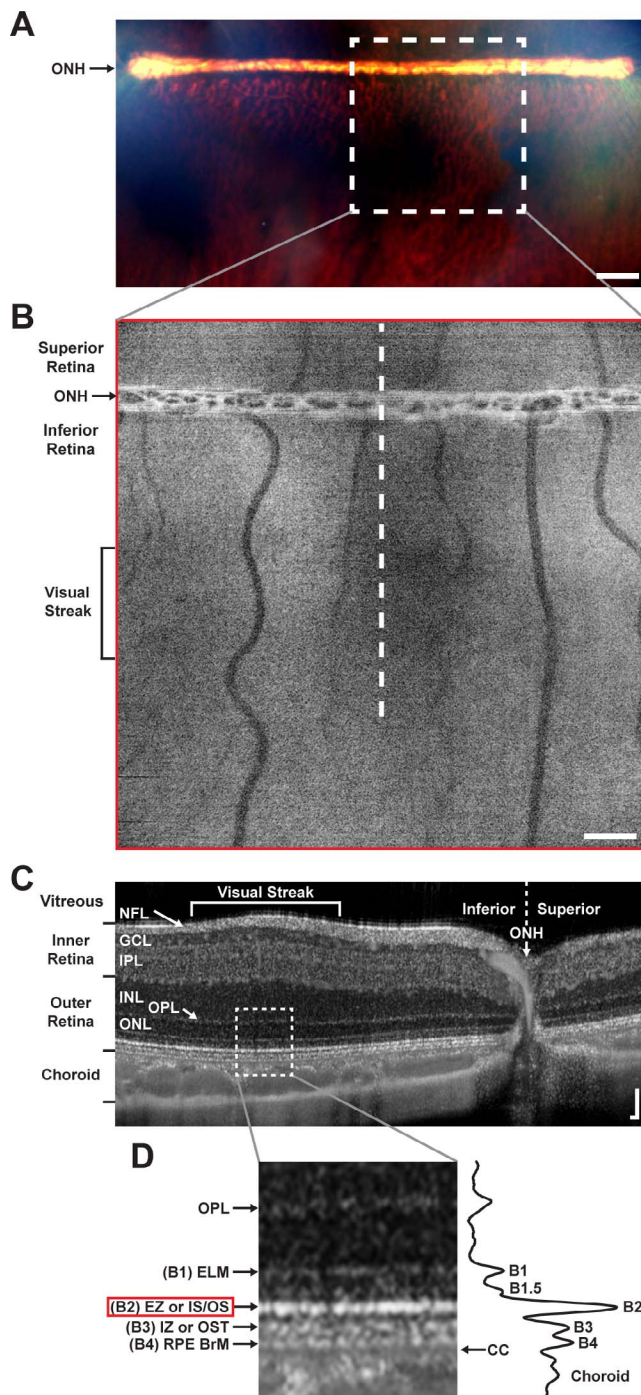 A
ONH
B
Superior
Retina
ONH
Inferior
Retina
Visual
Streak
C
Vitreous
Visual Streak
Inferior
Superior
NFL
ONH
Inner
Retina
GCL
IPL
Outer
Retina
INL
OPL
ONL
Choroid
D
OPL
(B1) ELM
B1
B1.5
(B2) EZ or IS/OS
B2
(B3) IZ or OST
B3
(B4) RPE BrM
B4
CC
Choroid